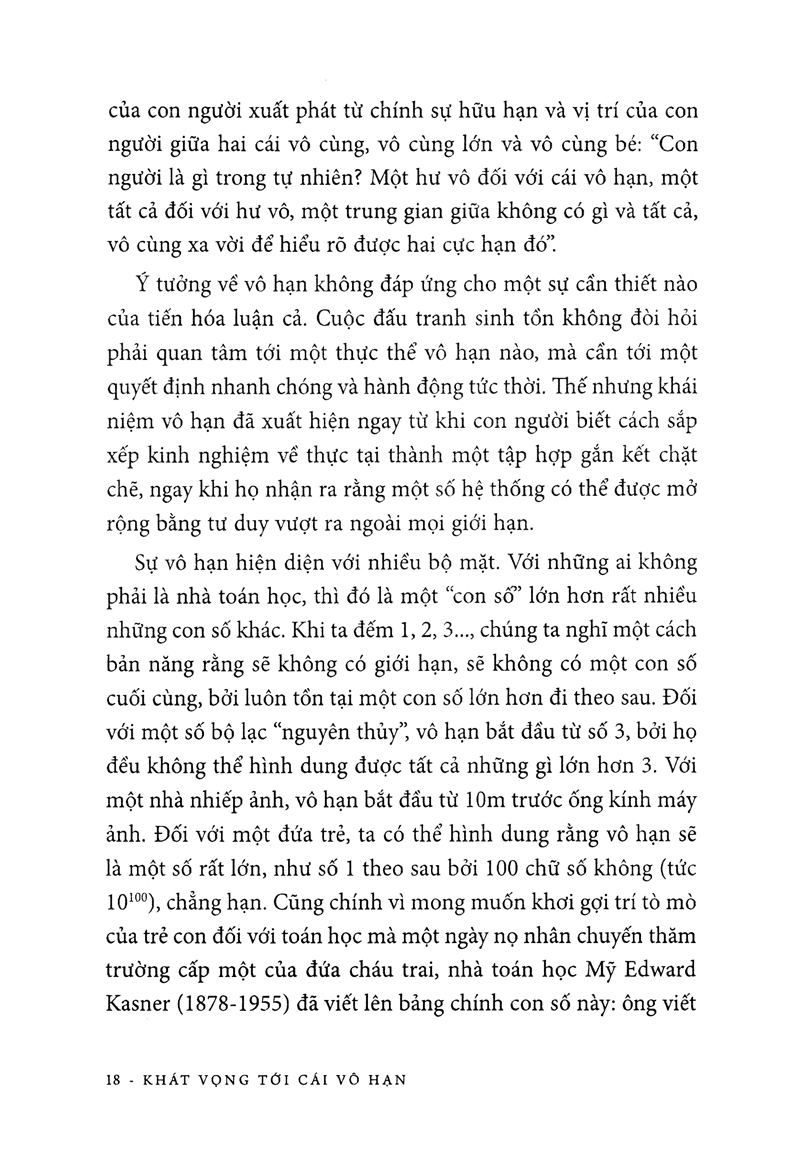 của con người xuất phát từ chính sự hữu hạn và vị trí của con
người giữa hai cái vô cùng, vô cùng lớn và vô cùng bé: “Con
người là gì trong tự nhiên? Một hư vô đối với cái vô hạn, một
tất cả đối với hư vô, một trung gian giữa không có gì và tất cả,
vô cùng xa vời để hiểu rõ được hai cực hạn đó”.
Ý tưởng về vô hạn không đáp ứng cho một sự cần thiết nào
của tiến hóa luận cả. Cuộc đấu tranh sinh tồn không đòi hỏi
phải quan tâm tới một thực thể vô hạn nào, mà cần tới một
quyết định nhanh chóng và hành động tức thời. Thế nhưng khái
niệm vô hạn đã xuất hiện ngay từ khi con người biết cách sắp
xếp kinh nghiệm về thực tại thành một tập hợp gắn kết chặt
chẽ, ngay khi họ nhận ra rằng một số hệ thống có thể được mở
rộng bằng tư duy vượt ra ngoài mọi giới hạn.
Sự vô hạn hiện diện với nhiều bộ mặt. Với những ai không
phải là nhà toán học, thì đó là một “con số” lớn hơn rất nhiều
những con số khác. Khi ta đếm 1, 2, 3..., chúng ta nghĩ một cách
bản năng rằng sẽ không có giới hạn, sẽ không có một con số
cuối cùng, bởi luôn tồn tại một con số lớn hơn đi theo sau. Đối
với một số bộ lạc “nguyên thủy”, vô hạn bắt đầu từ số 3, bởi họ
đều không thể hình dung được tất cả những gì lớn hơn 3. Với
một nhà nhiếp ảnh, vô hạn bắt đầu từ 10m trước ống kính máy
ảnh. Đối với một đứa trẻ, ta có thể hình dung rằng vô hạn sẽ
là một số rất lớn, như số 1 theo sau bởi 100 chữ số không (tức
10¹⁰⁰), chẳng hạn. Cũng chính vì mong muốn khơi gợi trí tò mò
của trẻ con đối với toán học mà một ngày nọ nhân chuyến thăm
trường cấp một của đứa cháu trai, nhà toán học Mỹ Edward
Kasner (1878-1955) đã viết lên bảng chính con số này: ông viết
18 - KHÁT VỌNG TỚI CÁI VÔ HẠN